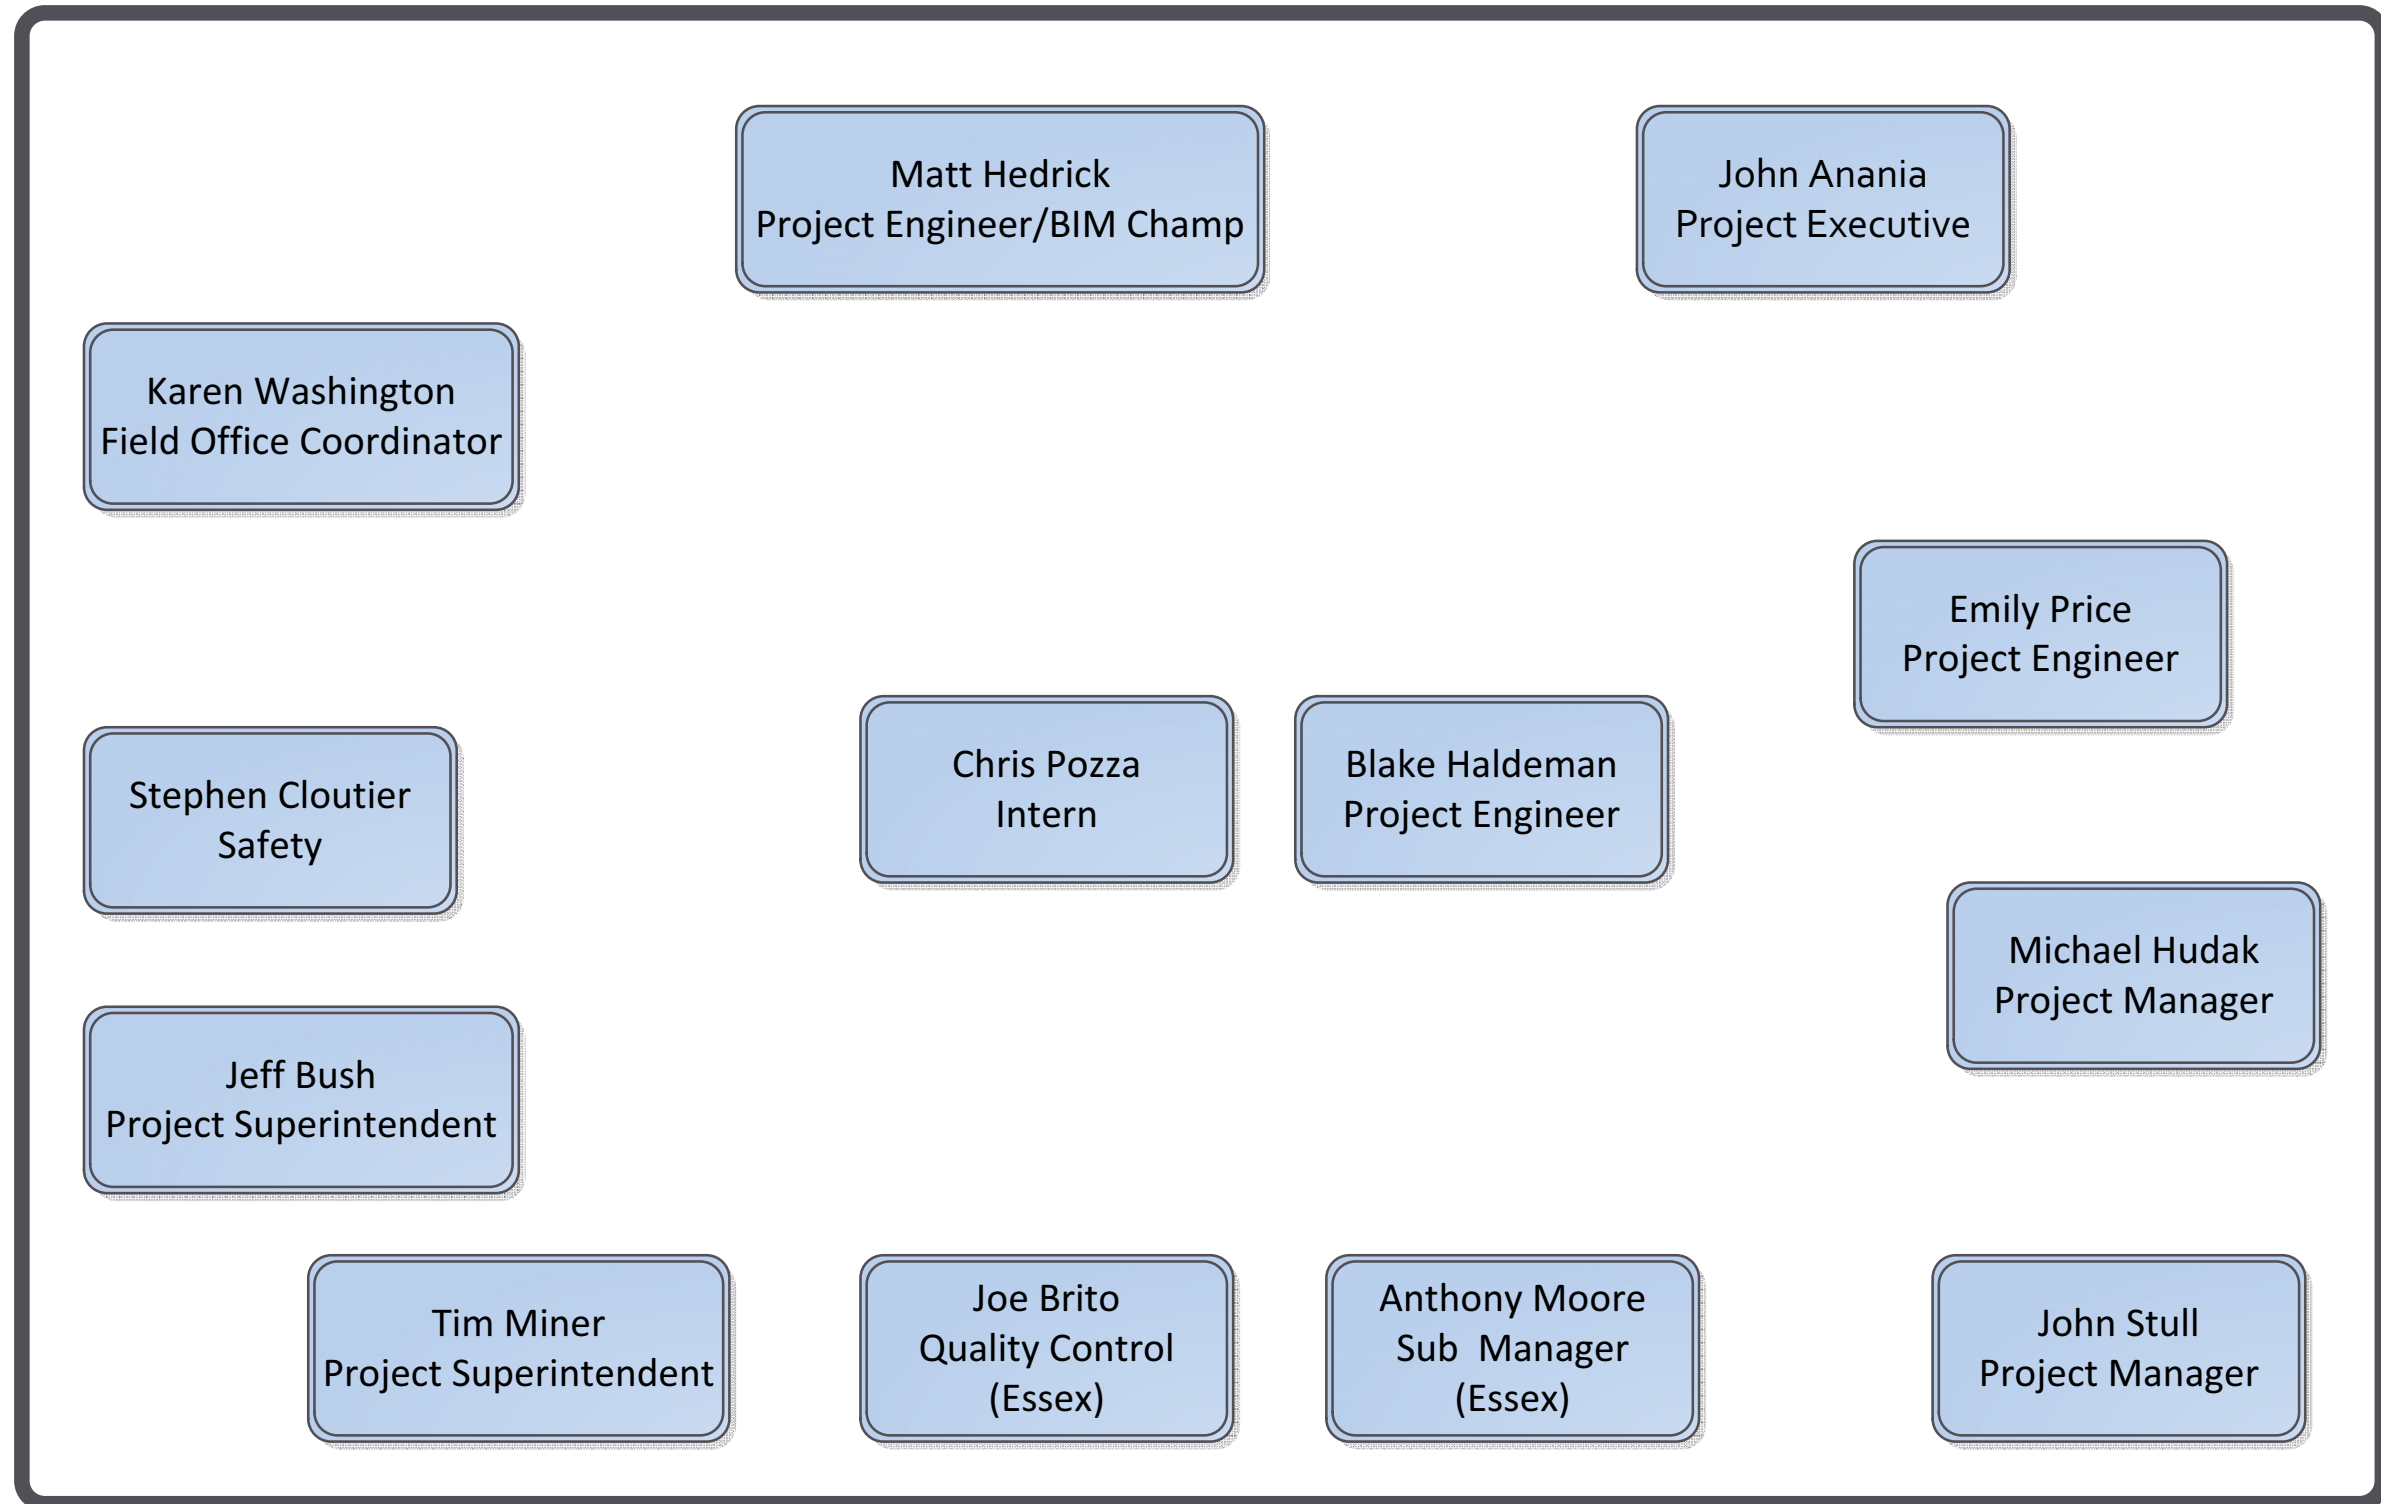 Matt Hedrick
Project Engineer/BIM Champ
John Anania
Project Executive
Karen Washington
Field Office Coordinator
Emily Price
Project Engineer
Chris Pozza
Intern
Blake Haldeman
Project Engineer
Stephen Cloutier
Safety
Michael Hudak
Project Manager
Jeff Bush
Project Superintendent
Tim Miner
Project Superintendent
Joe Brito
Quality Control
(Essex)
Anthony Moore
Sub  Manager
(Essex)
John Stull
Project Manager